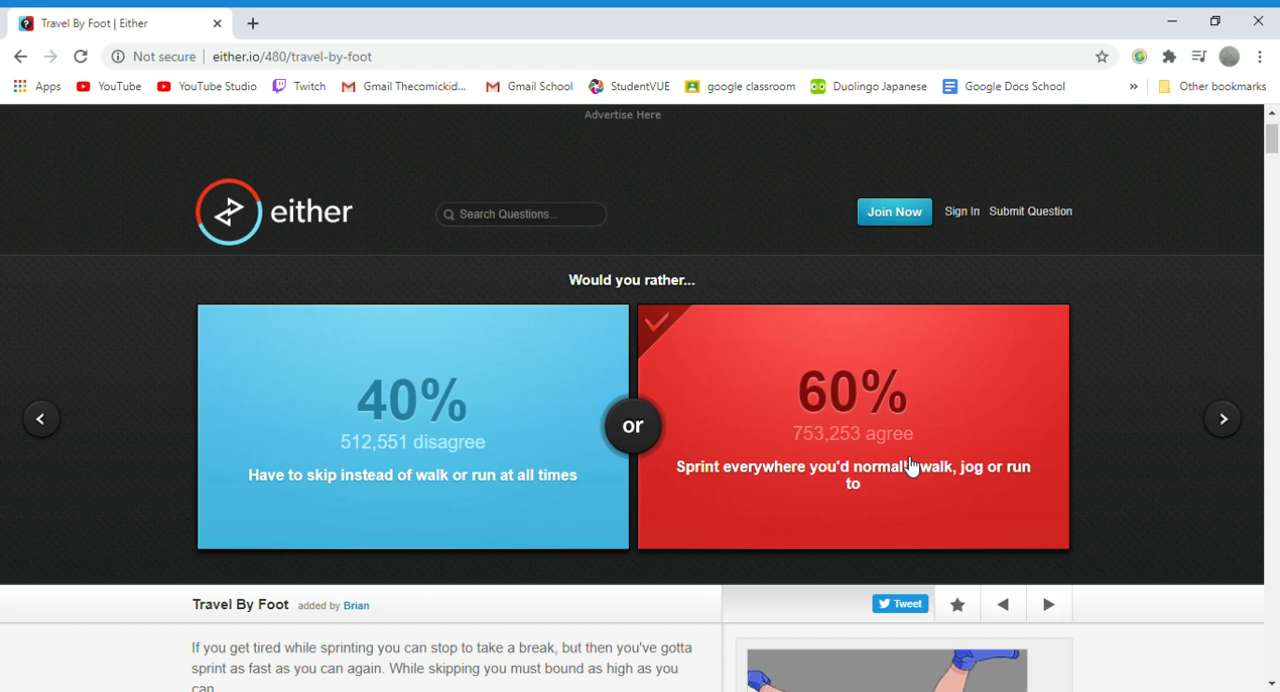 Travel By Foot | Either
Not secure
either.io/480/travel-by-foot
Apps
YouTube
YouTube Studio
Twitch
Gmail Thecomickid...
Gmail School
StudentVUE
google classroom
Duolingo Japanese
Google Docs School
»
Other bookmarks
Advertise Here
either
Search Questions...
Join Now
Sign In
Submit Question
Would you rather...
40%
512,551 disagree
Have to skip instead of walk or run at all times
or
60%
753,253 agree
Sprint everywhere you'd normally walk, jog or run
to
Travel By Foot added by Brian
Tweet
If you get tired while sprinting you can stop to take a break, but then you've gotta
sprint as fast as you can again. While skipping you must bound as high as you
can